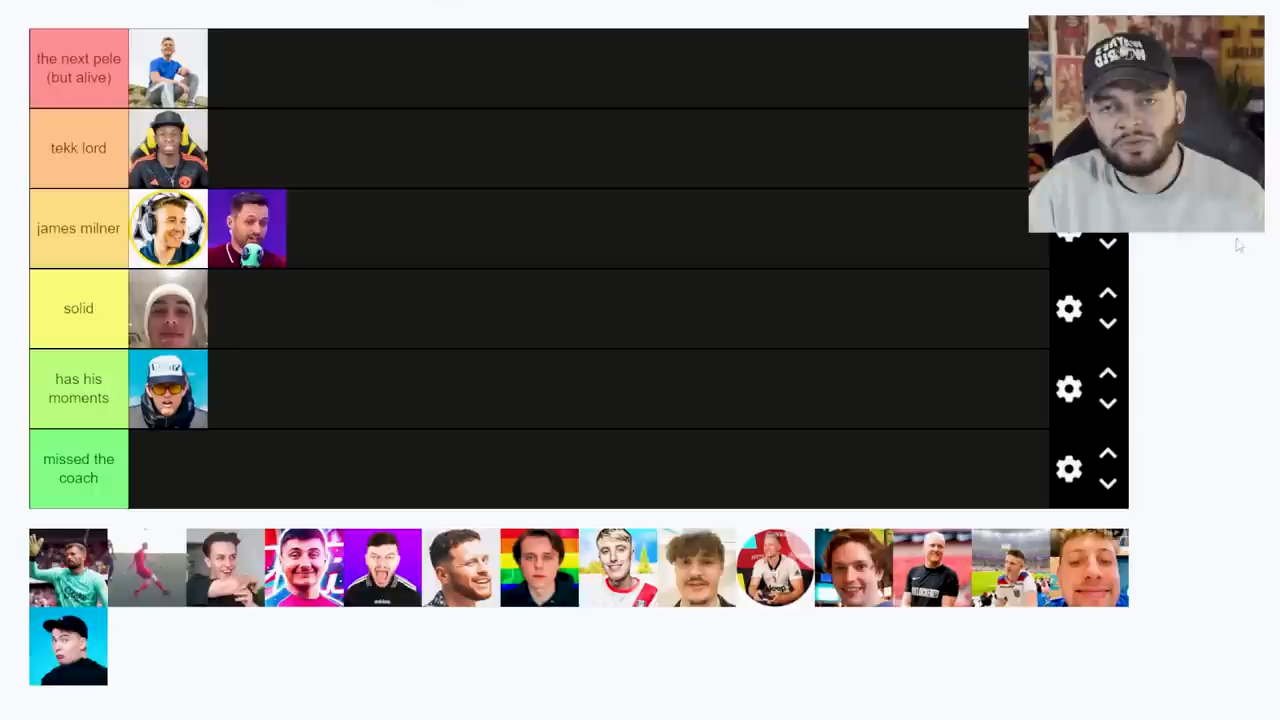 the next pele
(but alive)
tekk lord
james milner
solid
has his
moments
missed the
coach